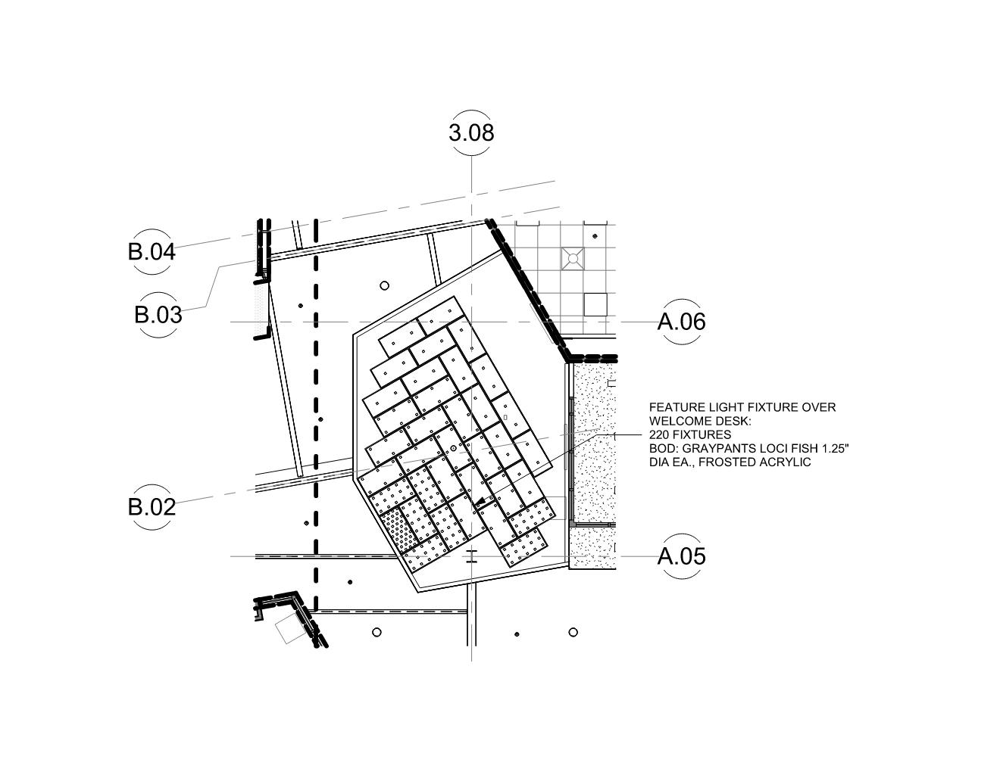 3.08
B.04
B.03
A.06
FEATURE LIGHT FIXTURE OVER
WELCOME DESK:
220 FIXTURES
BOD: GRAYPANTS LOCI FISH 1.25"
DIA EA., FROSTED ACRYLIC
B.02
A.05